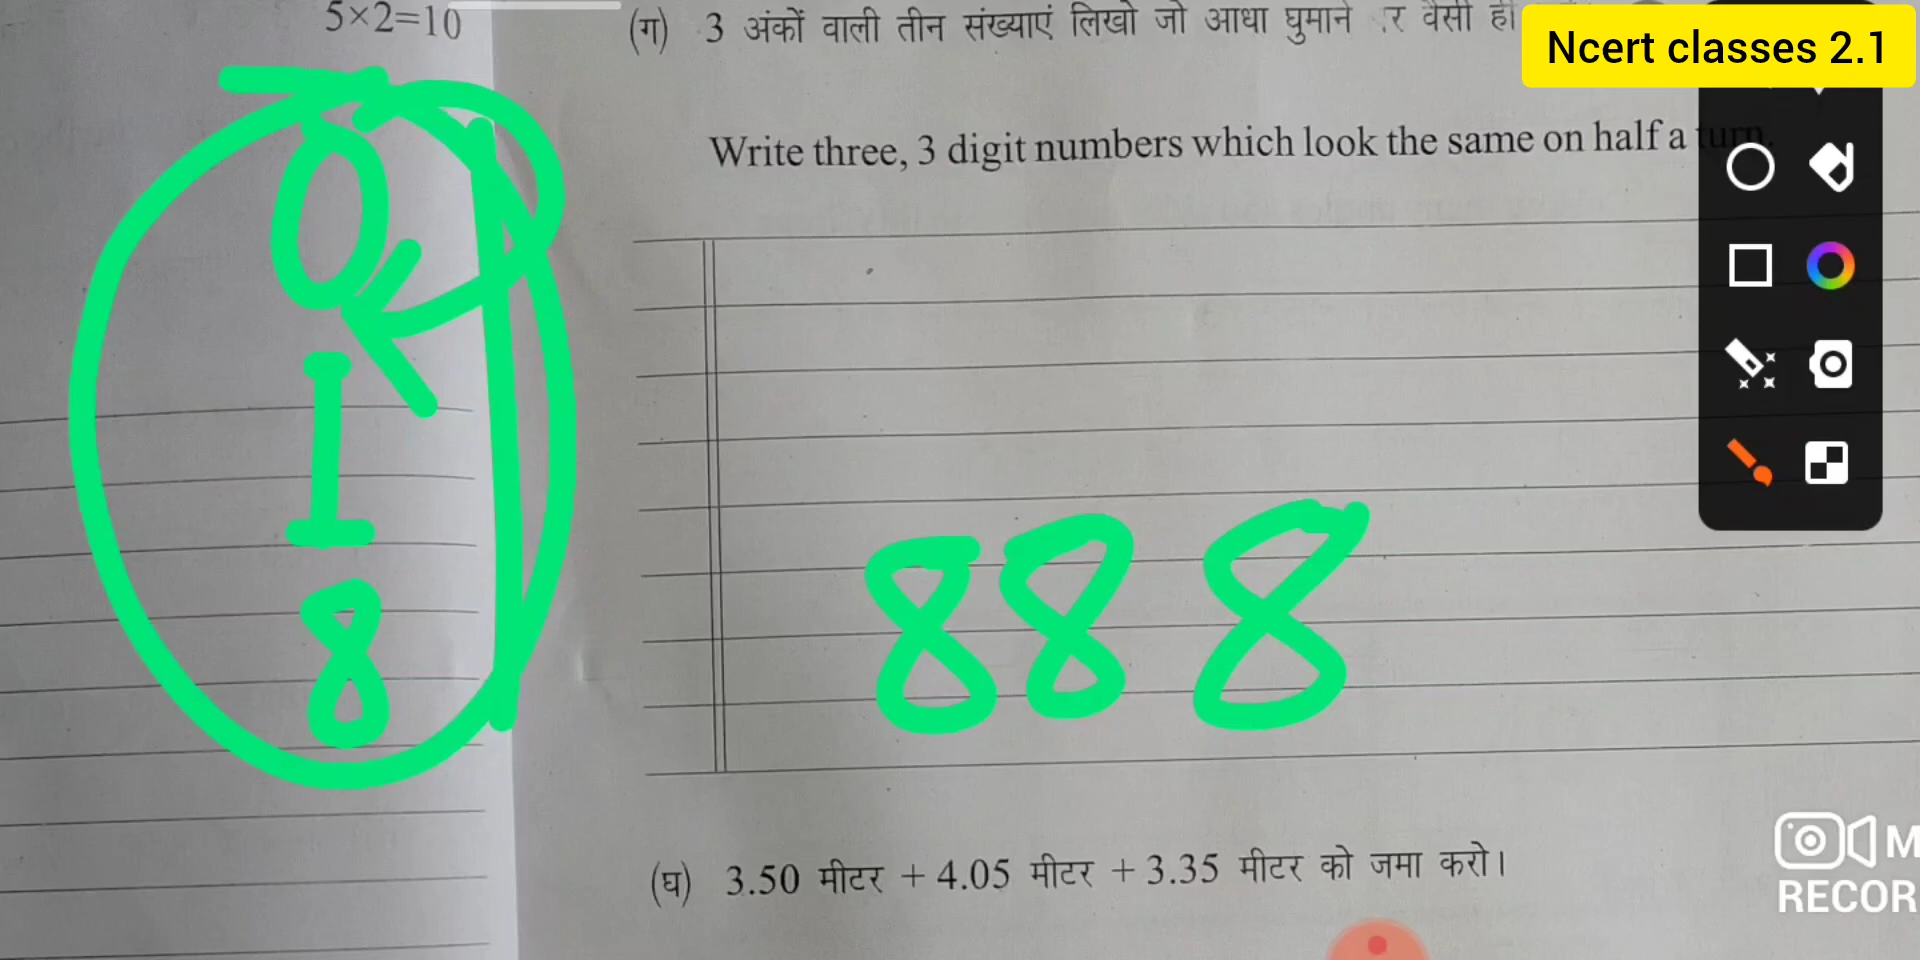 5×2=10
(ग) 3 अंकों वाली तीन संख्याएं लिखो जो आधा घुमाने वैसी ही
Ncert classes 2.1
Write three, 3 digit numbers which look the same on half a turn.
0
I
8
888
(घ) 3.50 मीटर + 4.05 मीटर + 3.35 मीटर को जमा करो।
RECOR